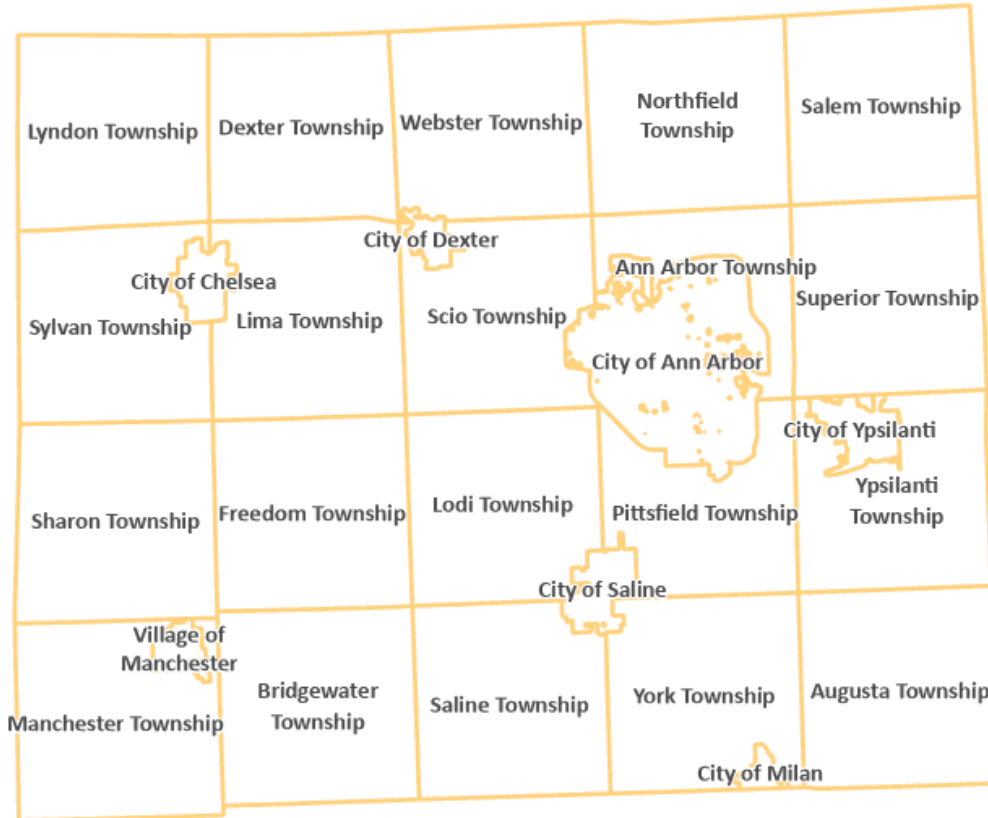 Lyndon Township
Dexter Township
Webster Township
Northfield
Township
Salem Township
City of Dexter
City of Chelsea
Sylvan Township
Lima Township
Scio Township
Ann Arbor Township
City of Ann Arbor
Superior Township
City of Ypsilanti
Ypsilanti
Township
Sharon Township
Freedom Township
Lodi Township
Pittsfield Township
City of Saline
Village of
Manchester
Manchester Township
Bridgewater
Township
Saline Township
York Township
Augusta Township
City of Milan